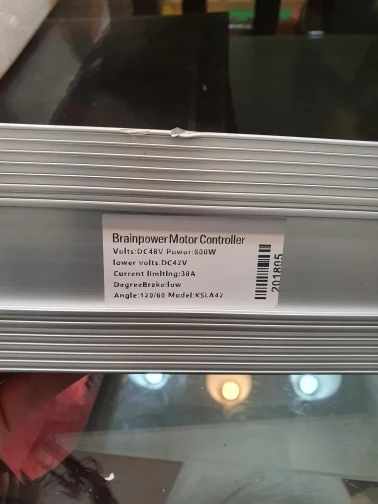 Brainpower Motor Controller
Volts:DC48V Power:800W
lower volts:DC42V
Current limiting:38A
DegreeBrake:low
Angle:120/60 Model:KSLA42
201805